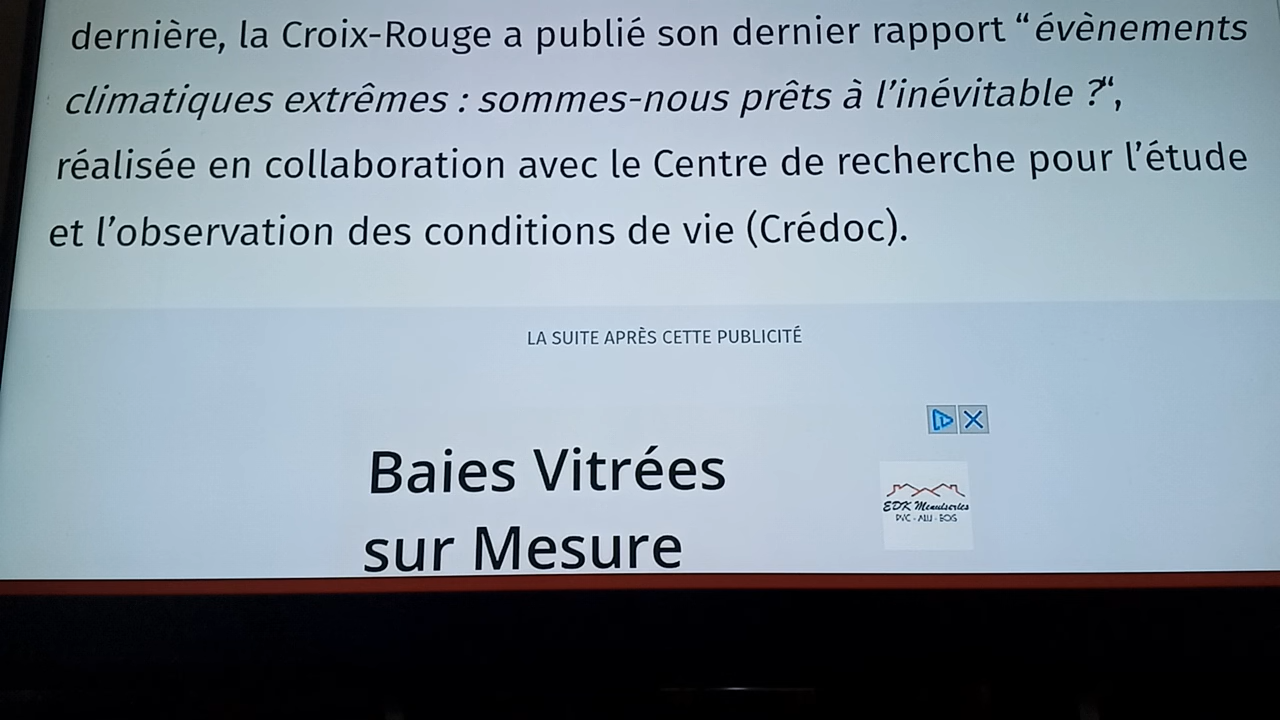 dernière, la Croix-Rouge a publié son dernier rapport “évènements
climatiques extrêmes : sommes-nous prêts à l’inévitable ?“,
réalisée en collaboration avec le Centre de recherche pour l’étude
et l’observation des conditions de vie (Crédoc).
LA SUITE APRÈS CETTE PUBLICITÉ
Baies Vitrées
sur Mesure
EDK Menuiseries
PVC - ALU - BOIS